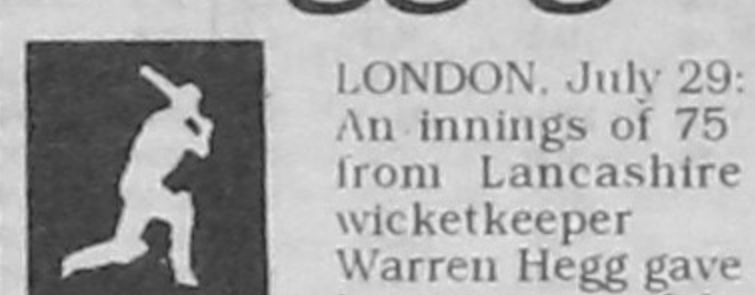 LONDON, July 29:
An innings of 75
from Lancashire
wicketkeeper
Warren Hegg gave